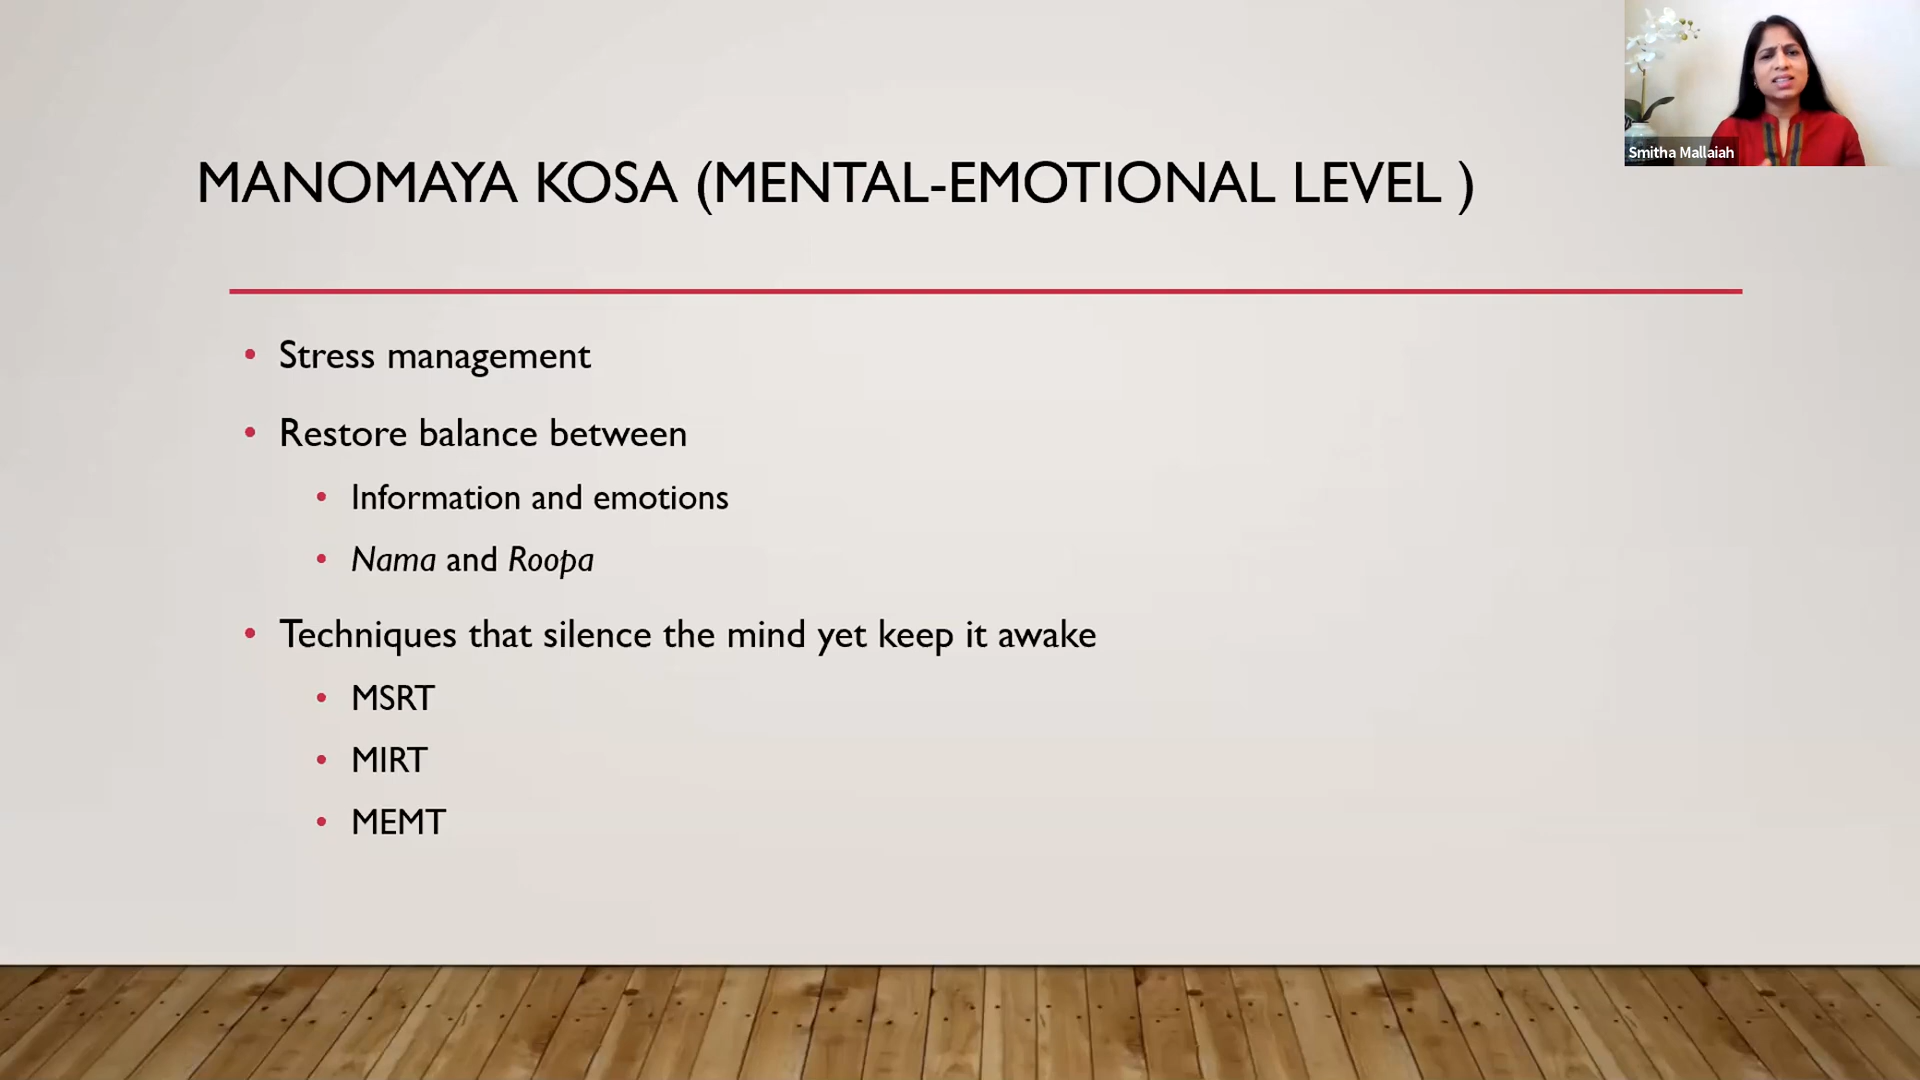 Smitha Mallaiah
MANOMAYA KOSA (MENTAL-EMOTIONAL LEVEL )
• Stress management
• Restore balance between
• Information and emotions
• Nama and Roopa
• Techniques that silence the mind yet keep it awake
• MSRT
• MIRT
• MEMT